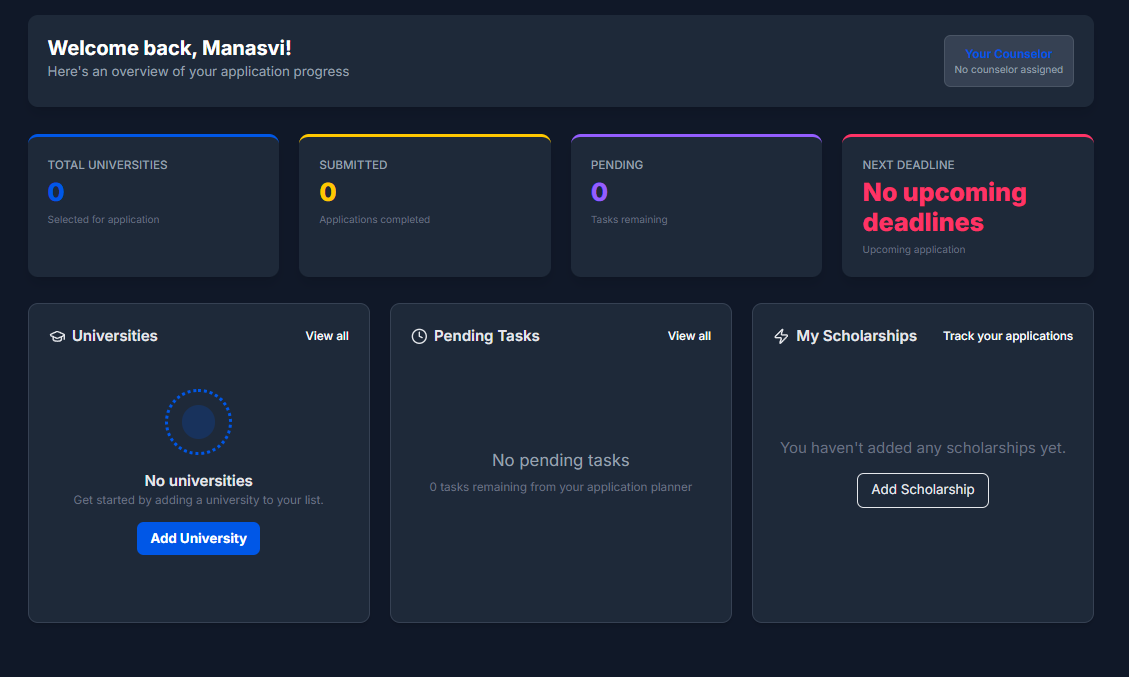 Welcome back, Manasvi!
Here's an overview of your application progress
Your Counselor
No counselor assigned
TOTAL UNIVERSITIES
0
Selected for application
SUBMITTED
0
Applications completed
PENDING
0
Tasks remaining
NEXT DEADLINE
No upcoming
deadlines
Upcoming application
Universities
View all
No universities
Get started by adding a university to your list.
Add University
Pending Tasks
View all
No pending tasks
0 tasks remaining from your application planner
My Scholarships
Track your applications
You haven't added any scholarships yet.
Add Scholarship